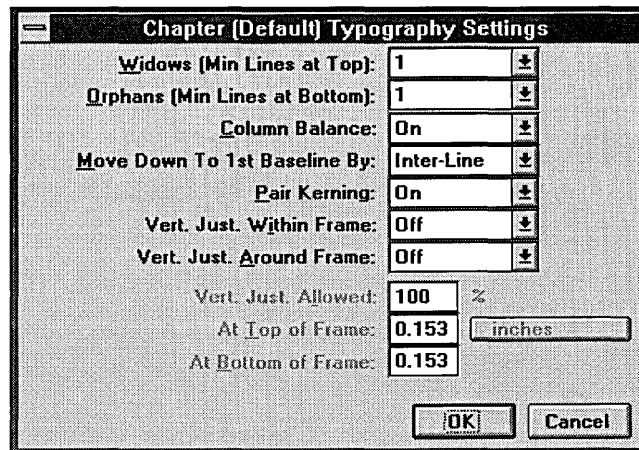 Chapter (Default) Typography Settings
Widows (Min Lines at Top): 1
Orphans (Min Lines at Bottom): 1
Column Balance: On
Move Down To 1st Baseline By: Inter-Line
Pair Kerning: On
Vert. Just. Within Frame: Off
Vert. Just. Around Frame: Off
Vert. Just. Allowed: 100 %
At Top of Frame: 0.153 inches
At Bottom of Frame: 0.153
OK Cancel